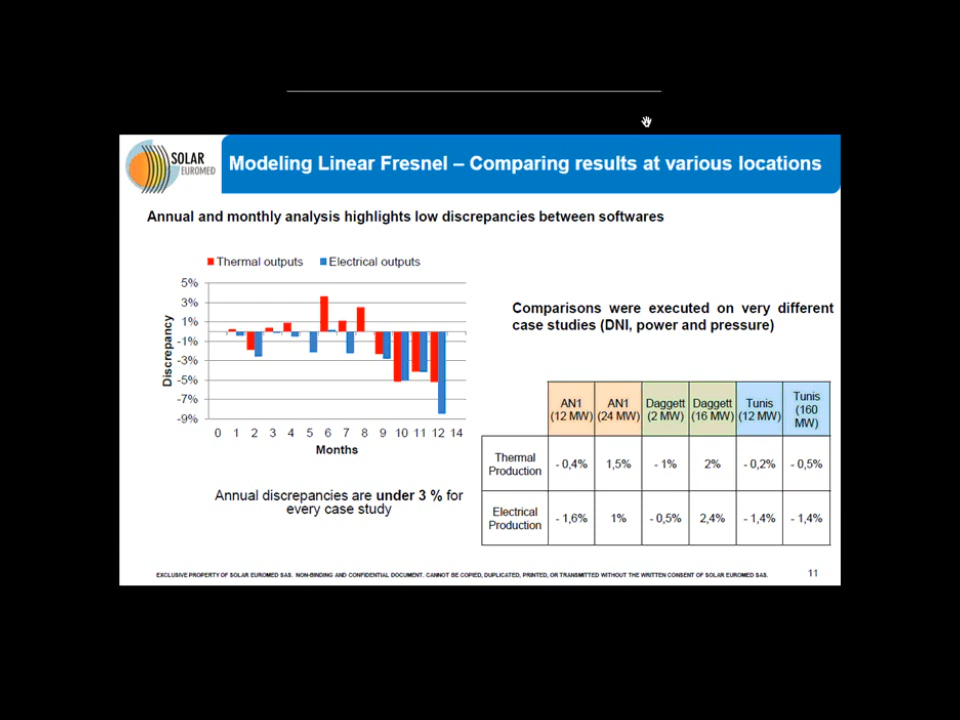 SOLAR
EUROMED
Modeling Linear Fresnel – Comparing results at various locations
Annual and monthly analysis highlights low discrepancies between softwares
Thermal outputs
Electrical outputs
5%
3%
1%
-1%
-3%
-5%
-7%
-9%
Discrepancy
0 1 2 3 4 5 6 7 8 9 10 11 12 14
Months
Annual discrepancies are under 3 % for
every case study
Comparisons were executed on very different
case studies (DNI, power and pressure)
AN1 (12 MW)
AN1 (24 MW)
Daggett (2 MW)
Daggett (16 MW)
Tunis (12 MW)
Tunis (160 MW)
Thermal Production
- 0,4% 1,5% - 1% 2% - 0,2% - 0,5%
Electrical Production
- 1,6% 1% - 0,5% 2,4% - 1,4% - 1,4%
EXCLUSIVE PROPERTY OF SOLAR EUROMED SAS. NON-BINDING AND CONFIDENTIAL DOCUMENT. CANNOT BE COPIED, DUPLICATED, PRINTED, OR TRANSMITTED WITHOUT THE WRITTEN CONSENT OF SOLAR EUROMED SAS.
11